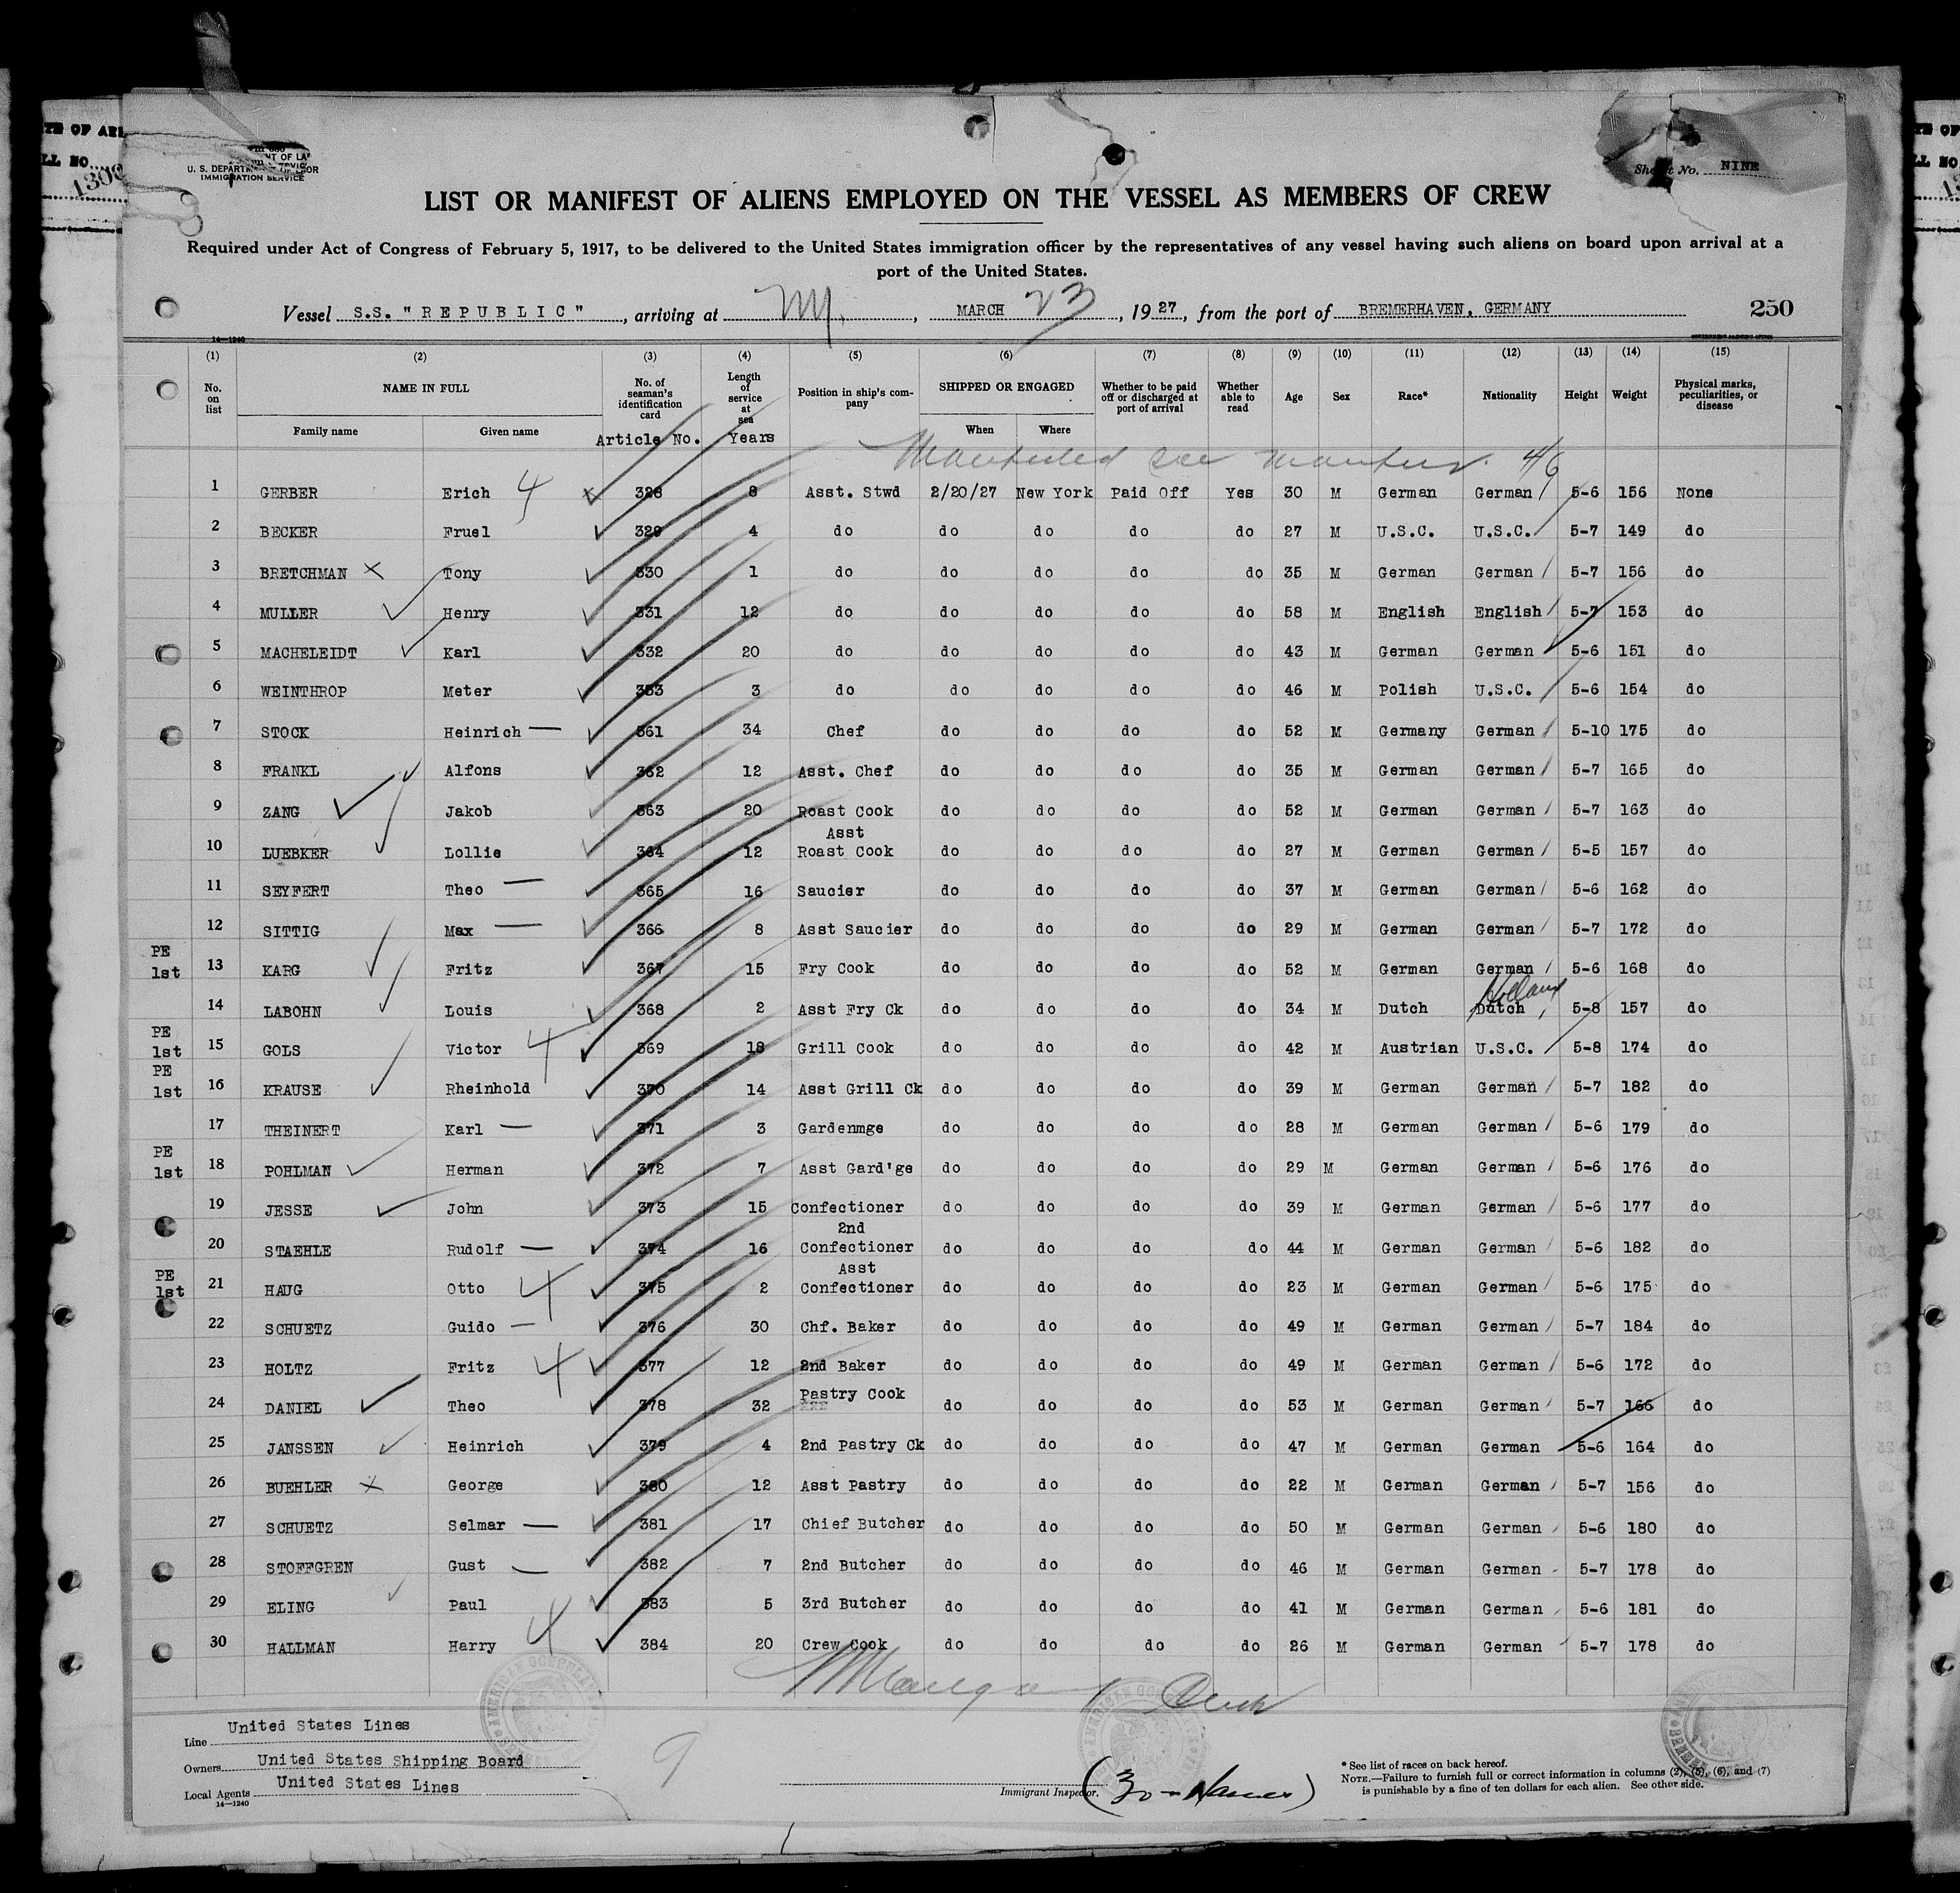 U. S. DEPARTMENT OF LABOR
IMMIGRATION SERVICE
Sheet No. NINE
LIST OR MANIFEST OF ALIENS EMPLOYED ON THE VESSEL AS MEMBERS OF CREW
Required under Act of Congress of February 5, 1917, to be delivered to the United States immigration officer by the representatives of any vessel having such aliens on board upon arrival at a
port of the United States.
Vessel S.S. "REPUBLIC", arriving at NY., MARCH 23, 1927, from the port of BREMERHAVEN, GERMANY 250
14—1240
(1) (2) (3) (4) (5) (6) (7) (8) (9) (10) (11) (12) (13) (14) (15)
No. on list NAME IN FULL No. of seaman's identification card Length of service at sea Position in ship's company SHIPPED OR ENGAGED Whether to be paid off or discharged at port of arrival Whether able to read Age Sex Race* Nationality Height Weight Physical marks, peculiarities, or disease
Family name Given name Article No. Years When Where
1 GERBER Erich 4 328 8 Asst. Stwd 2/20/27 New York Paid Off Yes 30 M German German 5-6 156 None
2 BECKER Fruel 329 4 do do do do do 27 M U.S.C. U.S.C. 5-7 149 do
3 BRETCHMAN Tony 330 1 do do do do do 35 M German German 5-7 156 do
4 MULLER Henry 331 12 do do do do do 58 M English English 5-7 153 do
5 MACHELEIDT Karl 332 20 do do do do do 43 M German German 5-6 151 do
6 WEINTHROP Meter 333 3 do do do do do 46 M Polish U.S.C. 5-6 154 do
7 STOCK Heinrich 361 34 Chef do do do do 52 M Germany German 5-10 175 do
8 FRANKL Alfons 362 12 Asst. Chef do do do do 35 M German German 5-7 165 do
9 ZANG Jakob 363 20 Roast Cook do do do do 52 M German German 5-7 163 do
10 LUEBKER Lollie 364 12 Asst Roast Cook do do do do 27 M German German 5-5 157 do
11 SEYFERT Theo 365 16 Saucier do do do do 37 M German German 5-6 162 do
12 SITTIG Max 366 8 Asst Saucier do do do do 29 M German German 5-7 172 do
PE 1st 13 KARG Fritz 367 15 Fry Cook do do do do 52 M German German 5-6 168 do
14 LABOHN Louis 368 2 Asst Fry Ck do do do do 34 M Dutch Dutch Holland 5-8 157 do
PE 1st 15 GOLS Victor 4 369 18 Grill Cook do do do do 42 M Austrian U.S.C. 5-8 174 do
PE 1st 16 KRAUSE Rheinhold 370 14 Asst Grill Ck do do do do 39 M German German 5-7 182 do
17 THEINERT Karl 371 3 Gardenmge do do do do 28 M German German 5-6 179 do
PE 1st 18 POHLMAN Herman 372 7 Asst Gard'ge do do do do 29 M German German 5-6 176 do
19 JESSE John 373 15 Confectioner do do do do 39 M German German 5-6 177 do
20 STAEHLE Rudolf 374 16 2nd Confectioner do do do do 44 M German German 5-6 182 do
PE 1st 21 HAUG Otto 4 375 2 Asst Confectioner do do do do 23 M German German 5-6 175 do
22 SCHUETZ Guido 376 30 Chf. Baker do do do do 49 M German German 5-7 184 do
23 HOLTZ Fritz 4 377 12 2nd Baker do do do do 49 M German German 5-6 172 do
24 DANIEL Theo 378 32 Pastry Cook do do do do 53 M German German 5-7 166 do
25 JANSSEN Heinrich 379 4 2nd Pastry Ck do do do do 47 M German German 5-6 164 do
26 BUEHLER George 380 12 Asst Pastry do do do do 22 M German German 5-7 156 do
27 SCHUETZ Selmar 381 17 Chief Butcher do do do do 50 M German German 5-6 180 do
28 STOFFGREN Gust 382 7 2nd Butcher do do do do 46 M German German 5-7 178 do
29 ELING Paul 383 5 3rd Butcher do do do do 41 M German German 5-6 181 do
30 HALLMAN Harry 4 384 20 Crew Cook do do do do 26 M German German 5-7 178 do
Line United States Lines
Owners United States Shipping Board
Local Agents United States Lines
14—1240
9
Immigrant Inspector.
* See list of races on back hereof.
NOTE.—Failure to furnish full or correct information in columns (2), (5), (6), and (7)
is punishable by a fine of ten dollars for each alien. See other side.